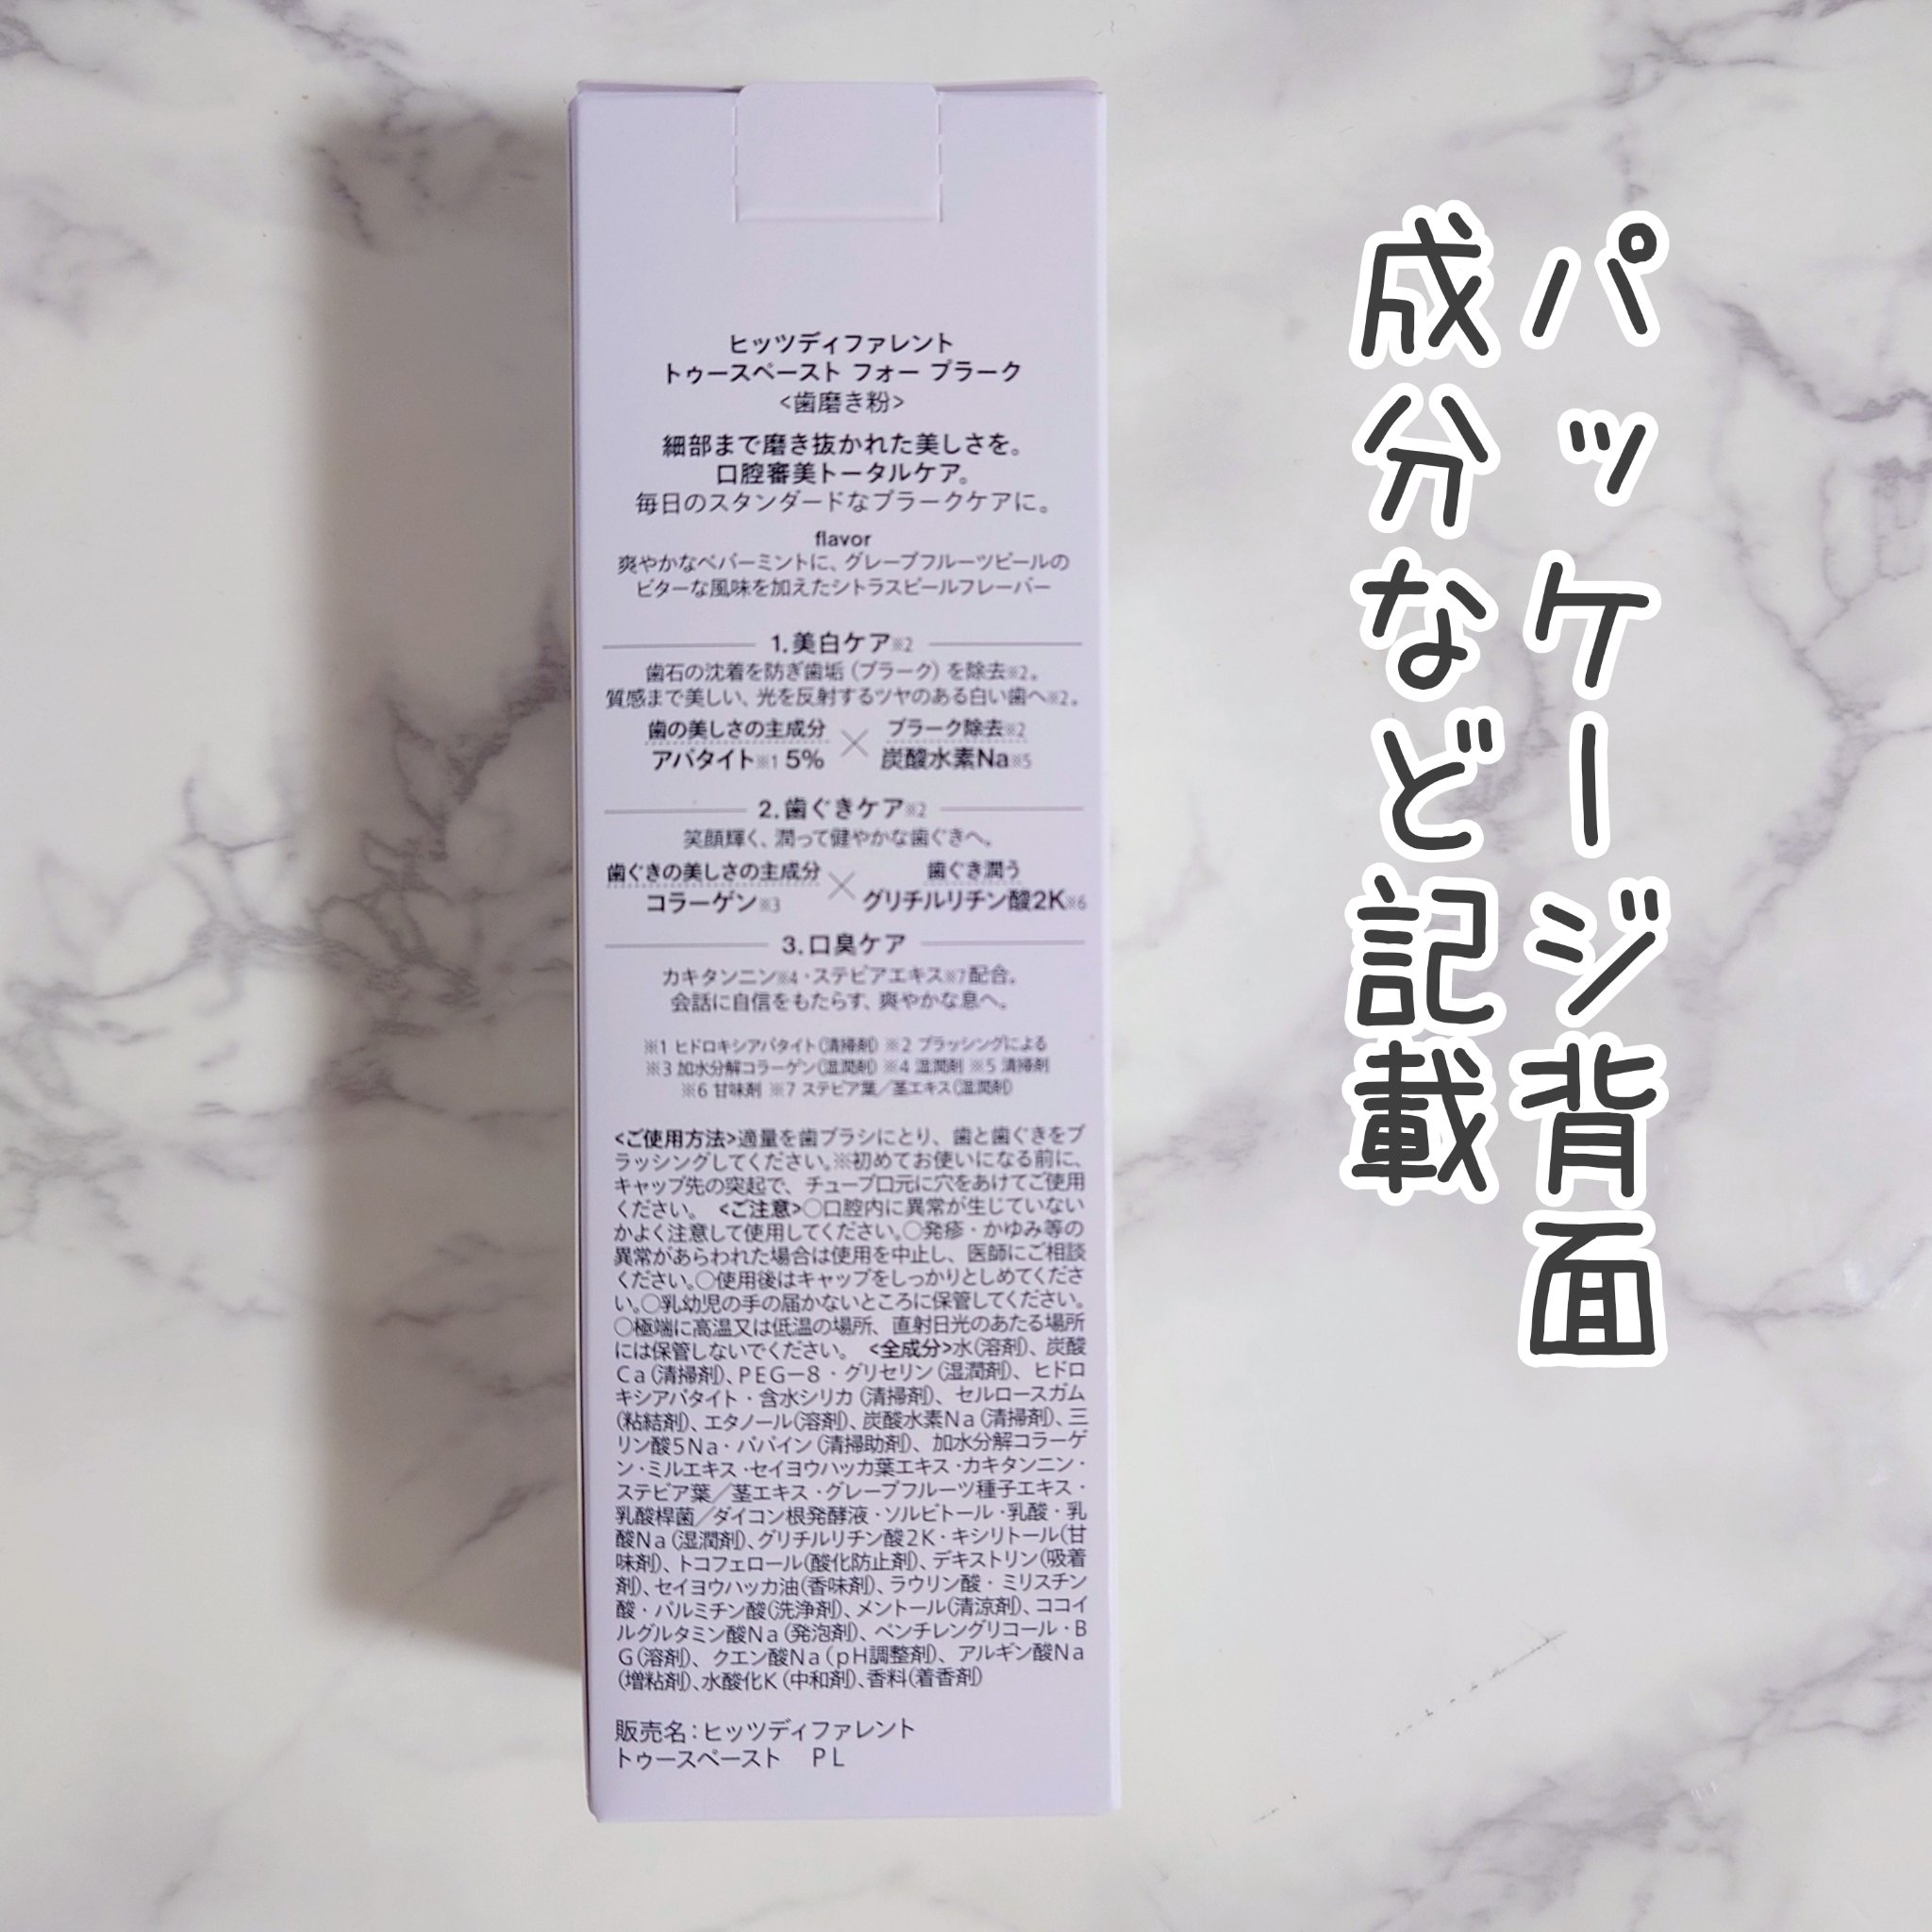 パッケージ背面
成分など記載
ヒッツディファレント
トゥースペースト フォー プラーク
<歯磨き粉>
細部まで磨き抜かれた美しさを。
口腔審美トータルケア。
毎日のスタンダードなプラークケアに。
flavor
爽やかなペパーミントに、グレープフルーツピールの
ビターな風味を加えたシトラスピールフレーバー
1.美白ケア※2
歯石の沈着を防ぎ歯垢（プラーク）を除去※2。
質感まで美しい、光を反射するツヤのある白い歯へ※2。
歯の美しさの主成分 × プラーク除去※2
アパタイト※1 5% 炭酸水素Na※5
2.歯ぐきケア※2
笑顔輝く、潤って健やかな歯ぐきへ。
歯ぐきの美しさの主成分 × 歯ぐき潤う
コラーゲン※3 グリチルリチン酸2K※6
3.口臭ケア
カキタンニン※4・ステビアエキス※7配合。
会話に自信をもたらす、爽やかな息へ。
※1 ヒドロキシアパタイト（清掃剤） ※2 ブラッシングによる
※3 加水分解コラーゲン（湿潤剤） ※4 湿潤剤 ※5 清掃剤
※6 甘味剤 ※7 ステビア葉／茎エキス（湿潤剤）
<ご使用方法>適量を歯ブラシにとり、歯と歯ぐきをブ
ラッシングしてください。※初めてお使いになる前に、
キャップ先の突起で、チューブ口元に穴をあけてご使用
ください。 <ご注意>○口腔内に異常が生じていない
かよく注意して使用してください。○発疹・かゆみ等の
異常があらわれた場合は使用を中止し、医師にご相談
ください。○使用後はキャップをしっかりとしめてくださ
い。○乳幼児の手の届かないところに保管してください。
○極端に高温又は低温の場所、直射日光のあたる場所
には保管しないでください。 <全成分>水（溶剤）、炭酸
Ca（清掃剤）、PEG－8・グリセリン（湿潤剤）、ヒドロ
キシアパタイト・含水シリカ（清掃剤）、セルロースガム
（粘結剤）、エタノール（溶剤）、炭酸水素Na（清掃剤）、三
リン酸5Na・パパイン（清掃助剤）、加水分解コラーゲ
ン・ミルエキス・セイヨウハッカ葉エキス・カキタンニン・
ステビア葉／茎エキス・グレープフルーツ種子エキス・
乳酸桿菌／ダイコン根発酵液・ソルビトール・乳酸・乳
酸Na（湿潤剤）、グリチルリチン酸2K・キシリトール（甘
味剤）、トコフェロール（酸化防止剤）、デキストリン（吸着
剤）、セイヨウハッカ油（香味剤）、ラウリン酸・ミリスチン
酸・パルミチン酸（洗浄剤）、メントール（清涼剤）、ココイ
ルグルタミン酸Na（発泡剤）、ペンチレングリコール・B
G（溶剤）、クエン酸Na（pH調整剤）、アルギン酸Na
（増粘剤）、水酸化K（中和剤）、香料（着香剤）
販売名：ヒッツディファレント
トゥースペースト PL